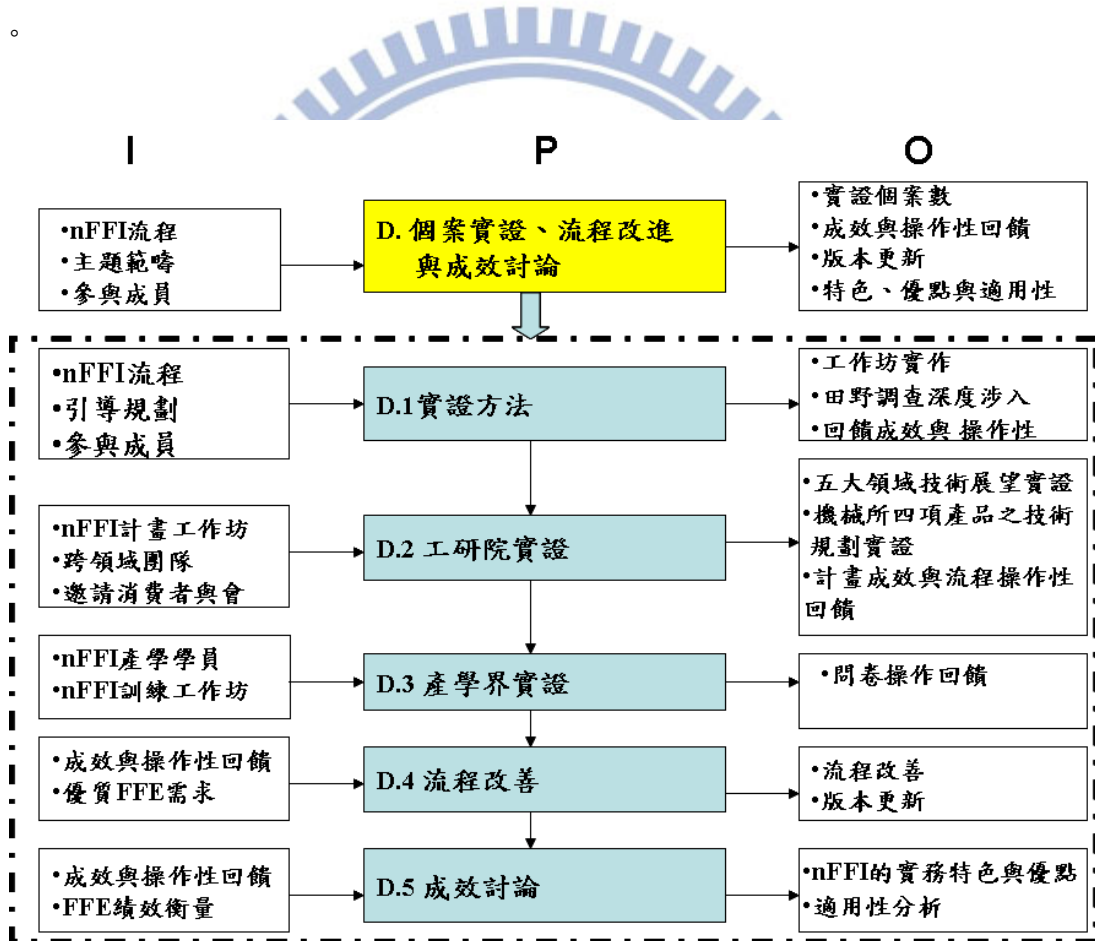 。
I
P
O
•nFFI流程
•主題範疇
•參與成員
D. 個案實證、流程改進
與成效討論
•實證個案數
•成效與操作性回饋
•版本更新
•特色、優點與適用性
•nFFI流程
•引導規劃
•參與成員
D.1實證方法
•工作坊實作
•田野調查深度涉入
•回饋成效與 操作性
•nFFI計畫工作坊
•跨領域團隊
•邀請消費者與會
D.2 工研院實證
•五大領域技術展望實證
•機械所四項產品之技術
規劃實證
•計畫成效與流程操作性
回饋
•nFFI產學學員
•nFFI訓練工作坊
D.3 產學界實證
•問卷操作回饋
•成效與操作性回饋
•優質FFE需求
D.4 流程改善
•流程改善
•版本更新
•成效與操作性回饋
•FFE績效衡量
D.5 成效討論
•nFFI的實務特色與優點
•適用性分析